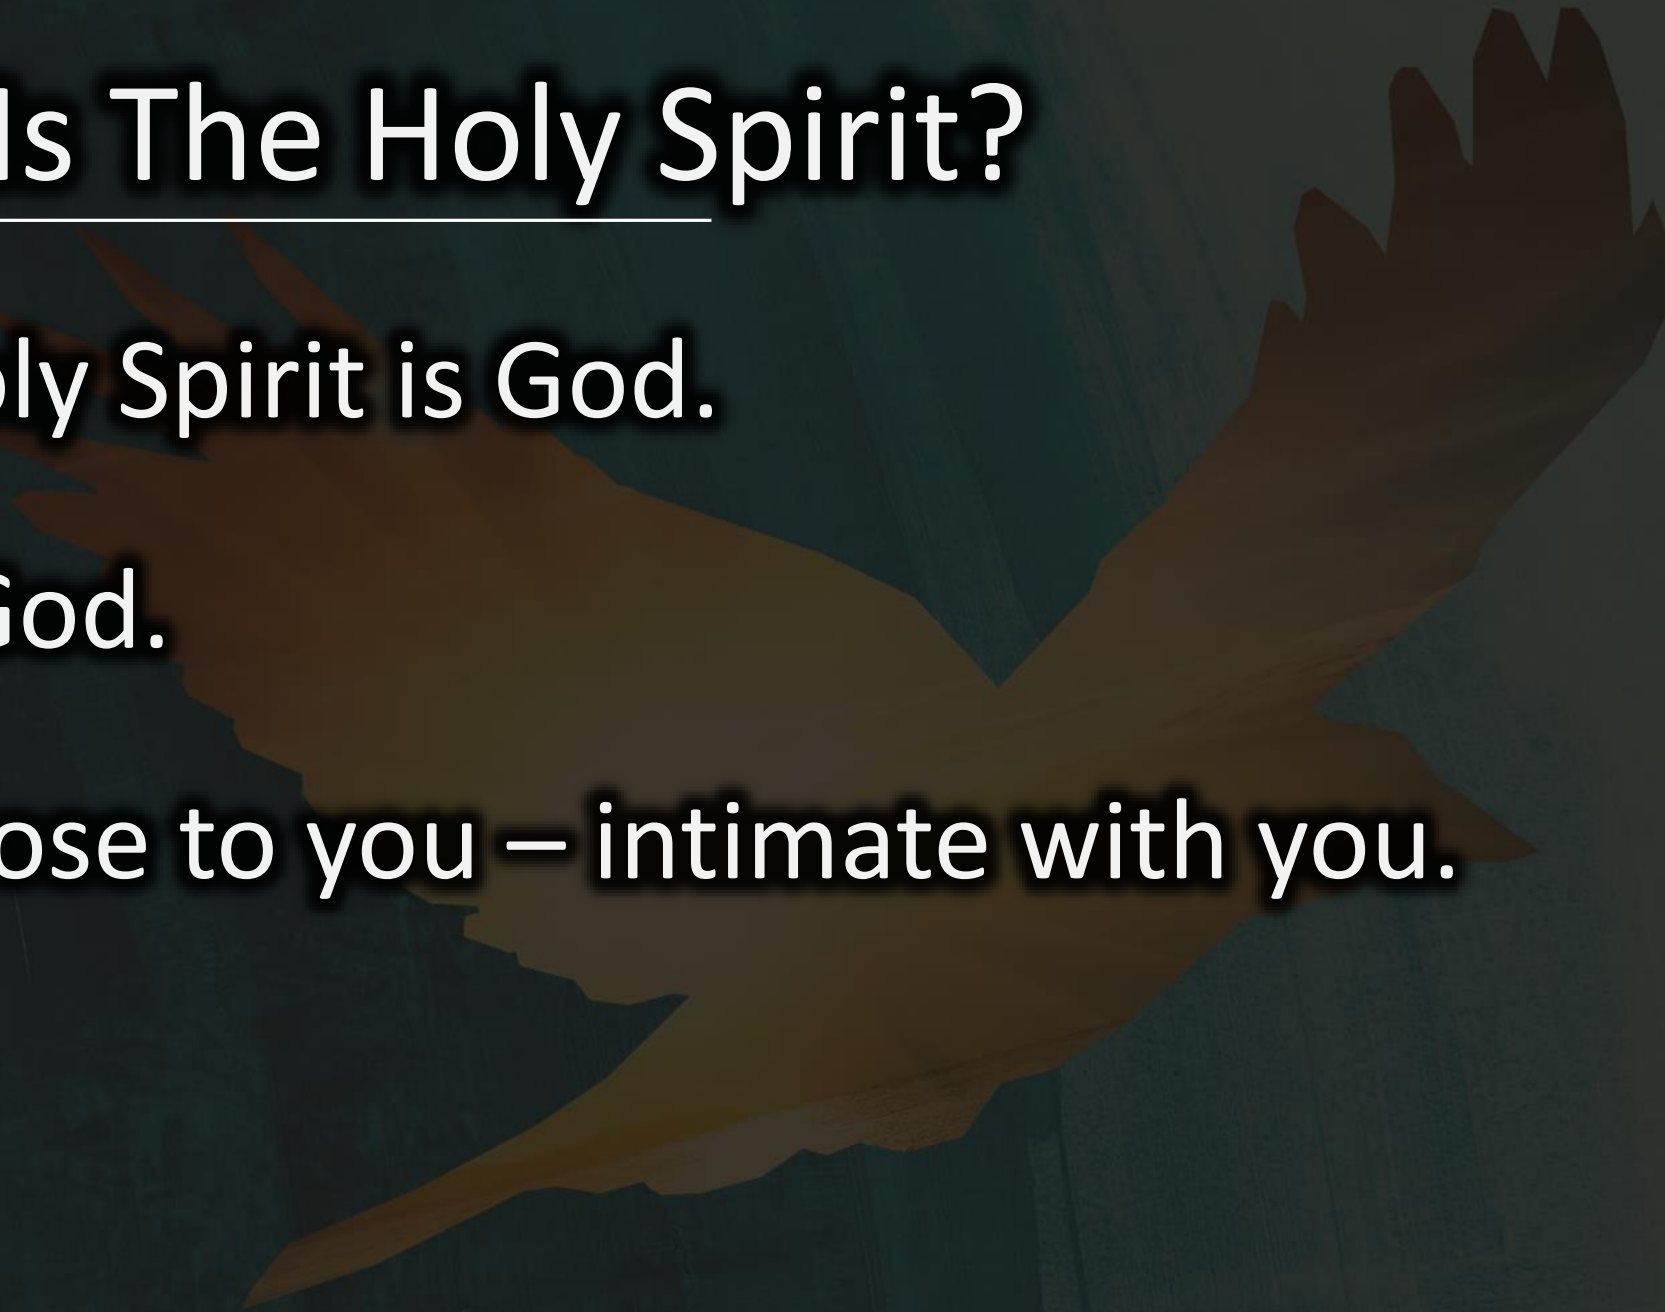 Is The Holy Spirit?
ly Spirit is God.
God.
ose to you – intimate with you.